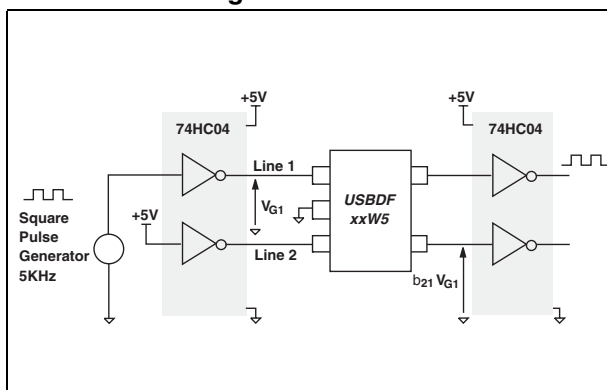 +5V
+5V
74HC04
74HC04
Line 1
USBDF
xxW5
Square
Pulse
Generator
5KHz
+5V
VG1
Line 2
b21 VG1